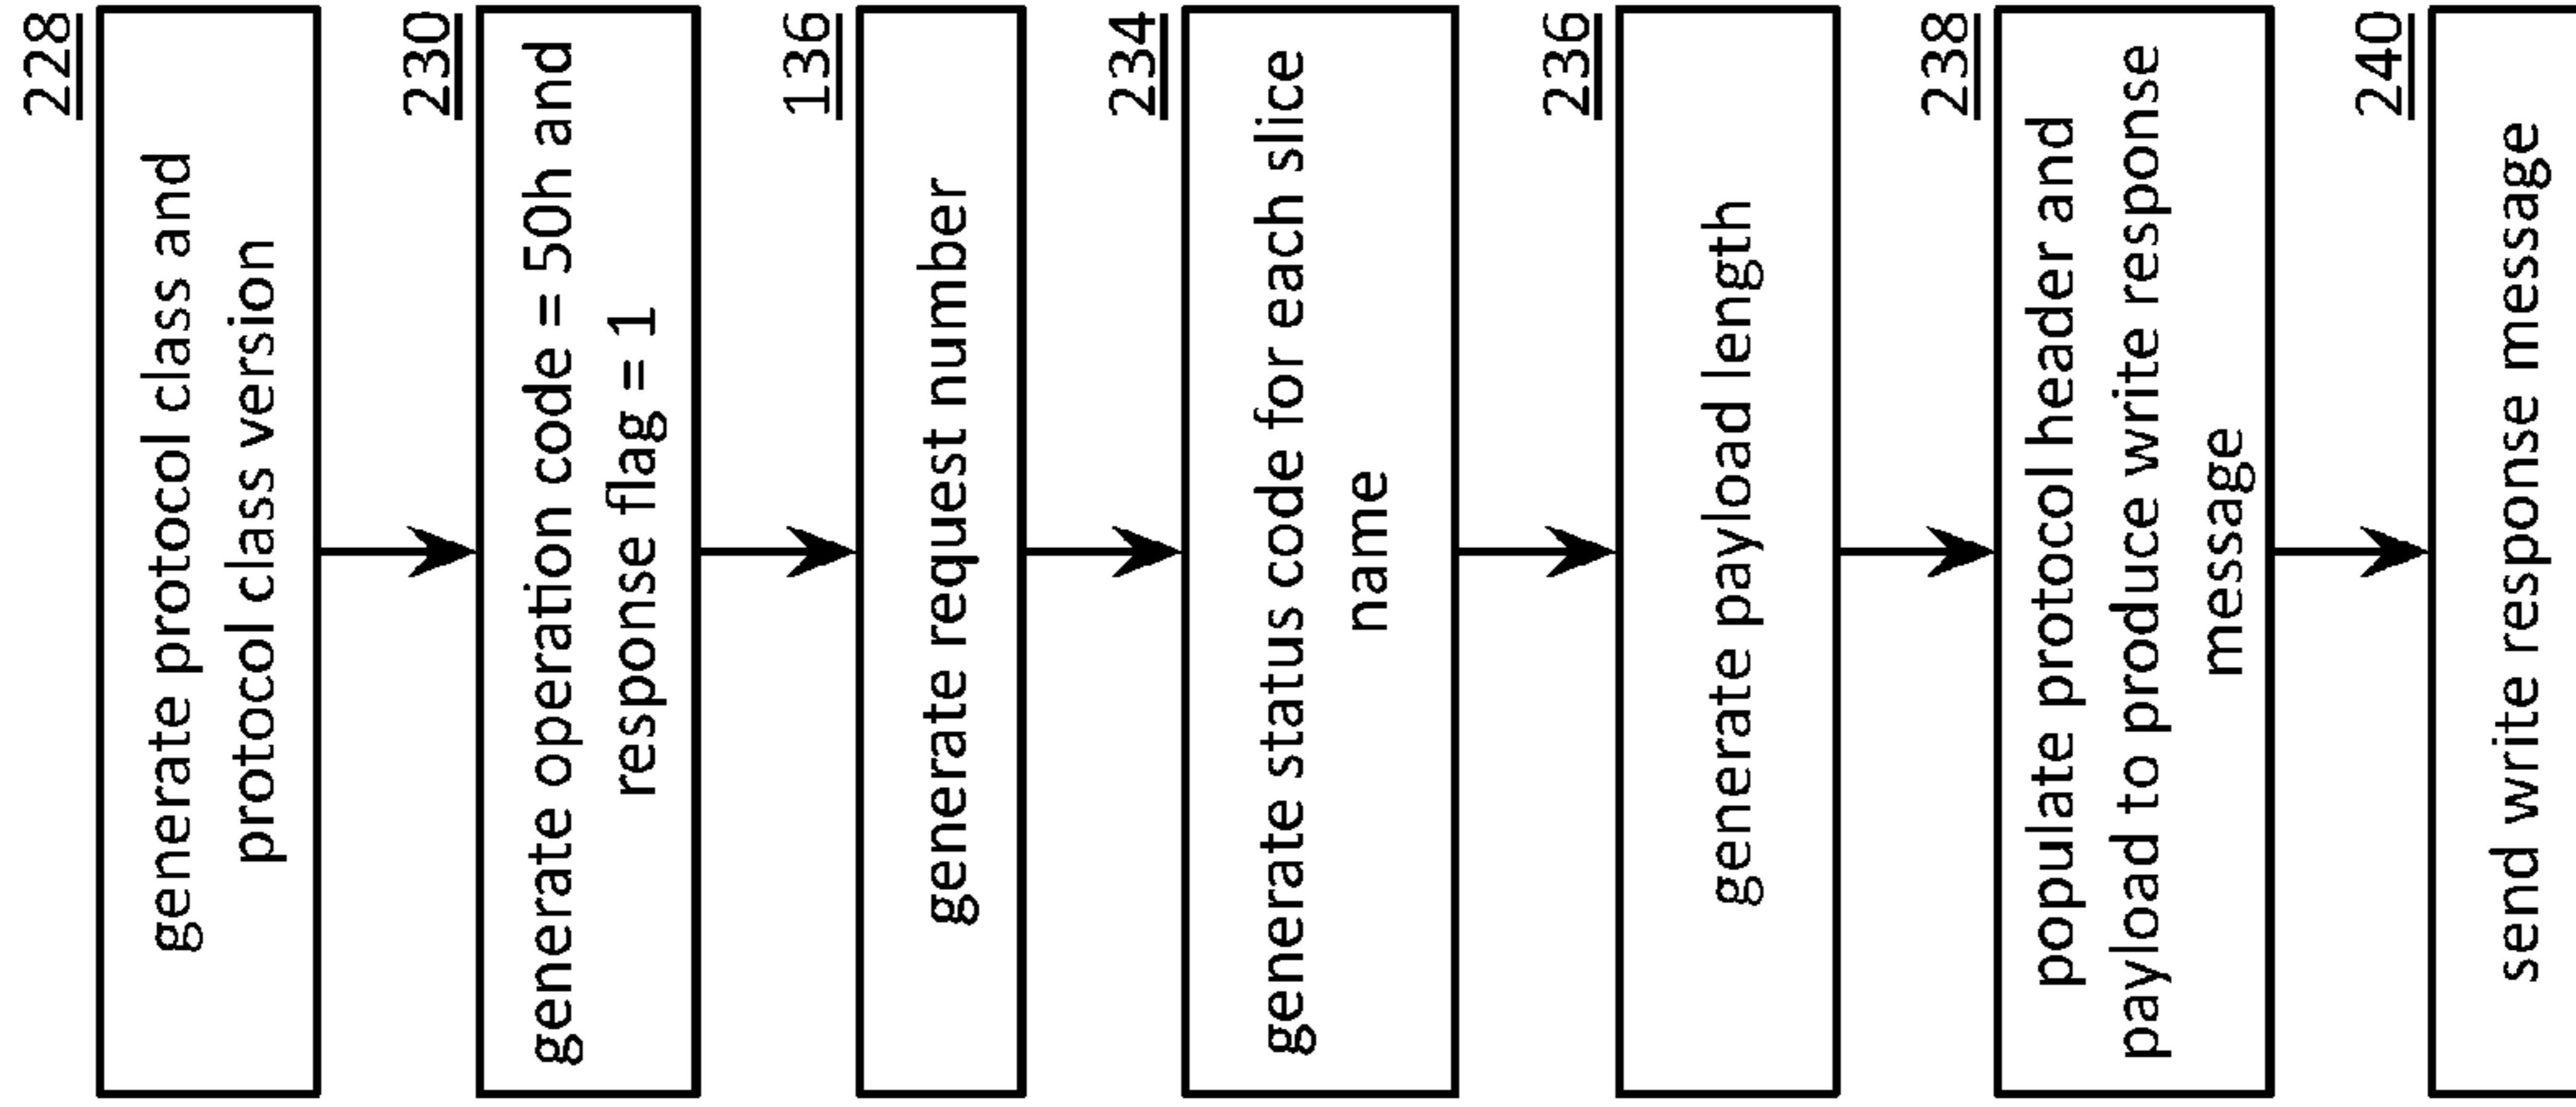 228
generate protocol class and
protocol class version
230
generate operation code = 50h and
response flag = 1
136
generate request number
234
generate status code for each slice
name
236
generate payload length
238
populate protocol header and
payload to produce write response
message
240
send write response message